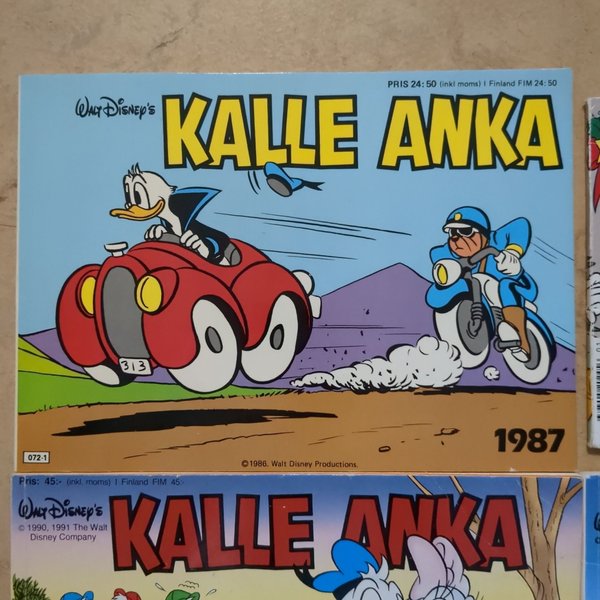 PRIS 24:50 (inkl moms) I Finland FIM 24:50
WALT DISNEY'S
KALLE ANKA
313
1987
072-1
©1986. Walt Disney Productions.
Pris: 45:- (inkl. moms) I Finland FIM 45:-
WALT DISNEY'S
KALLE ANKA
© 1990, 1991 The Walt
Disney Company